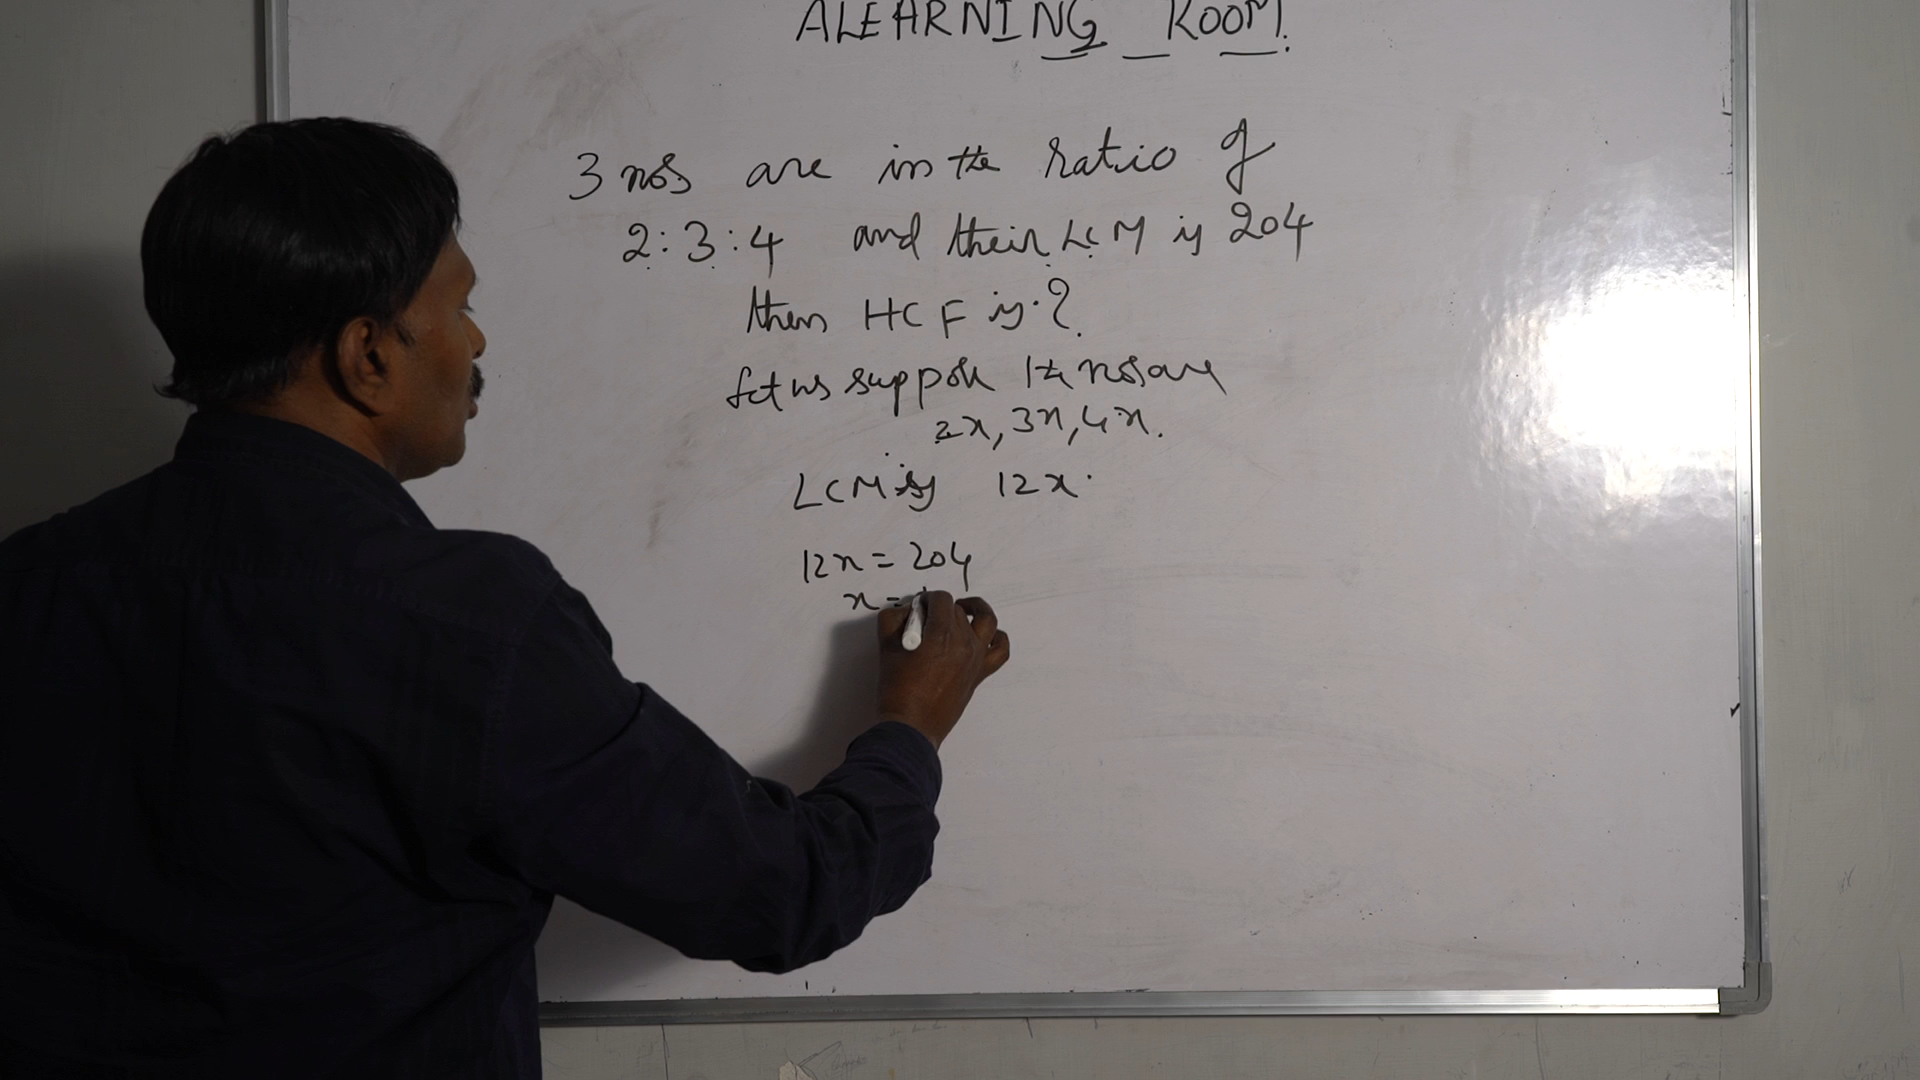 ALEARNING ROOM.
3 nos are in the ratio of
2:3:4 and their LCM is 204
then HCF is?
Let us suppose the nos are
2x, 3x, 4x.
LCM is 12x.
12x = 204
x =